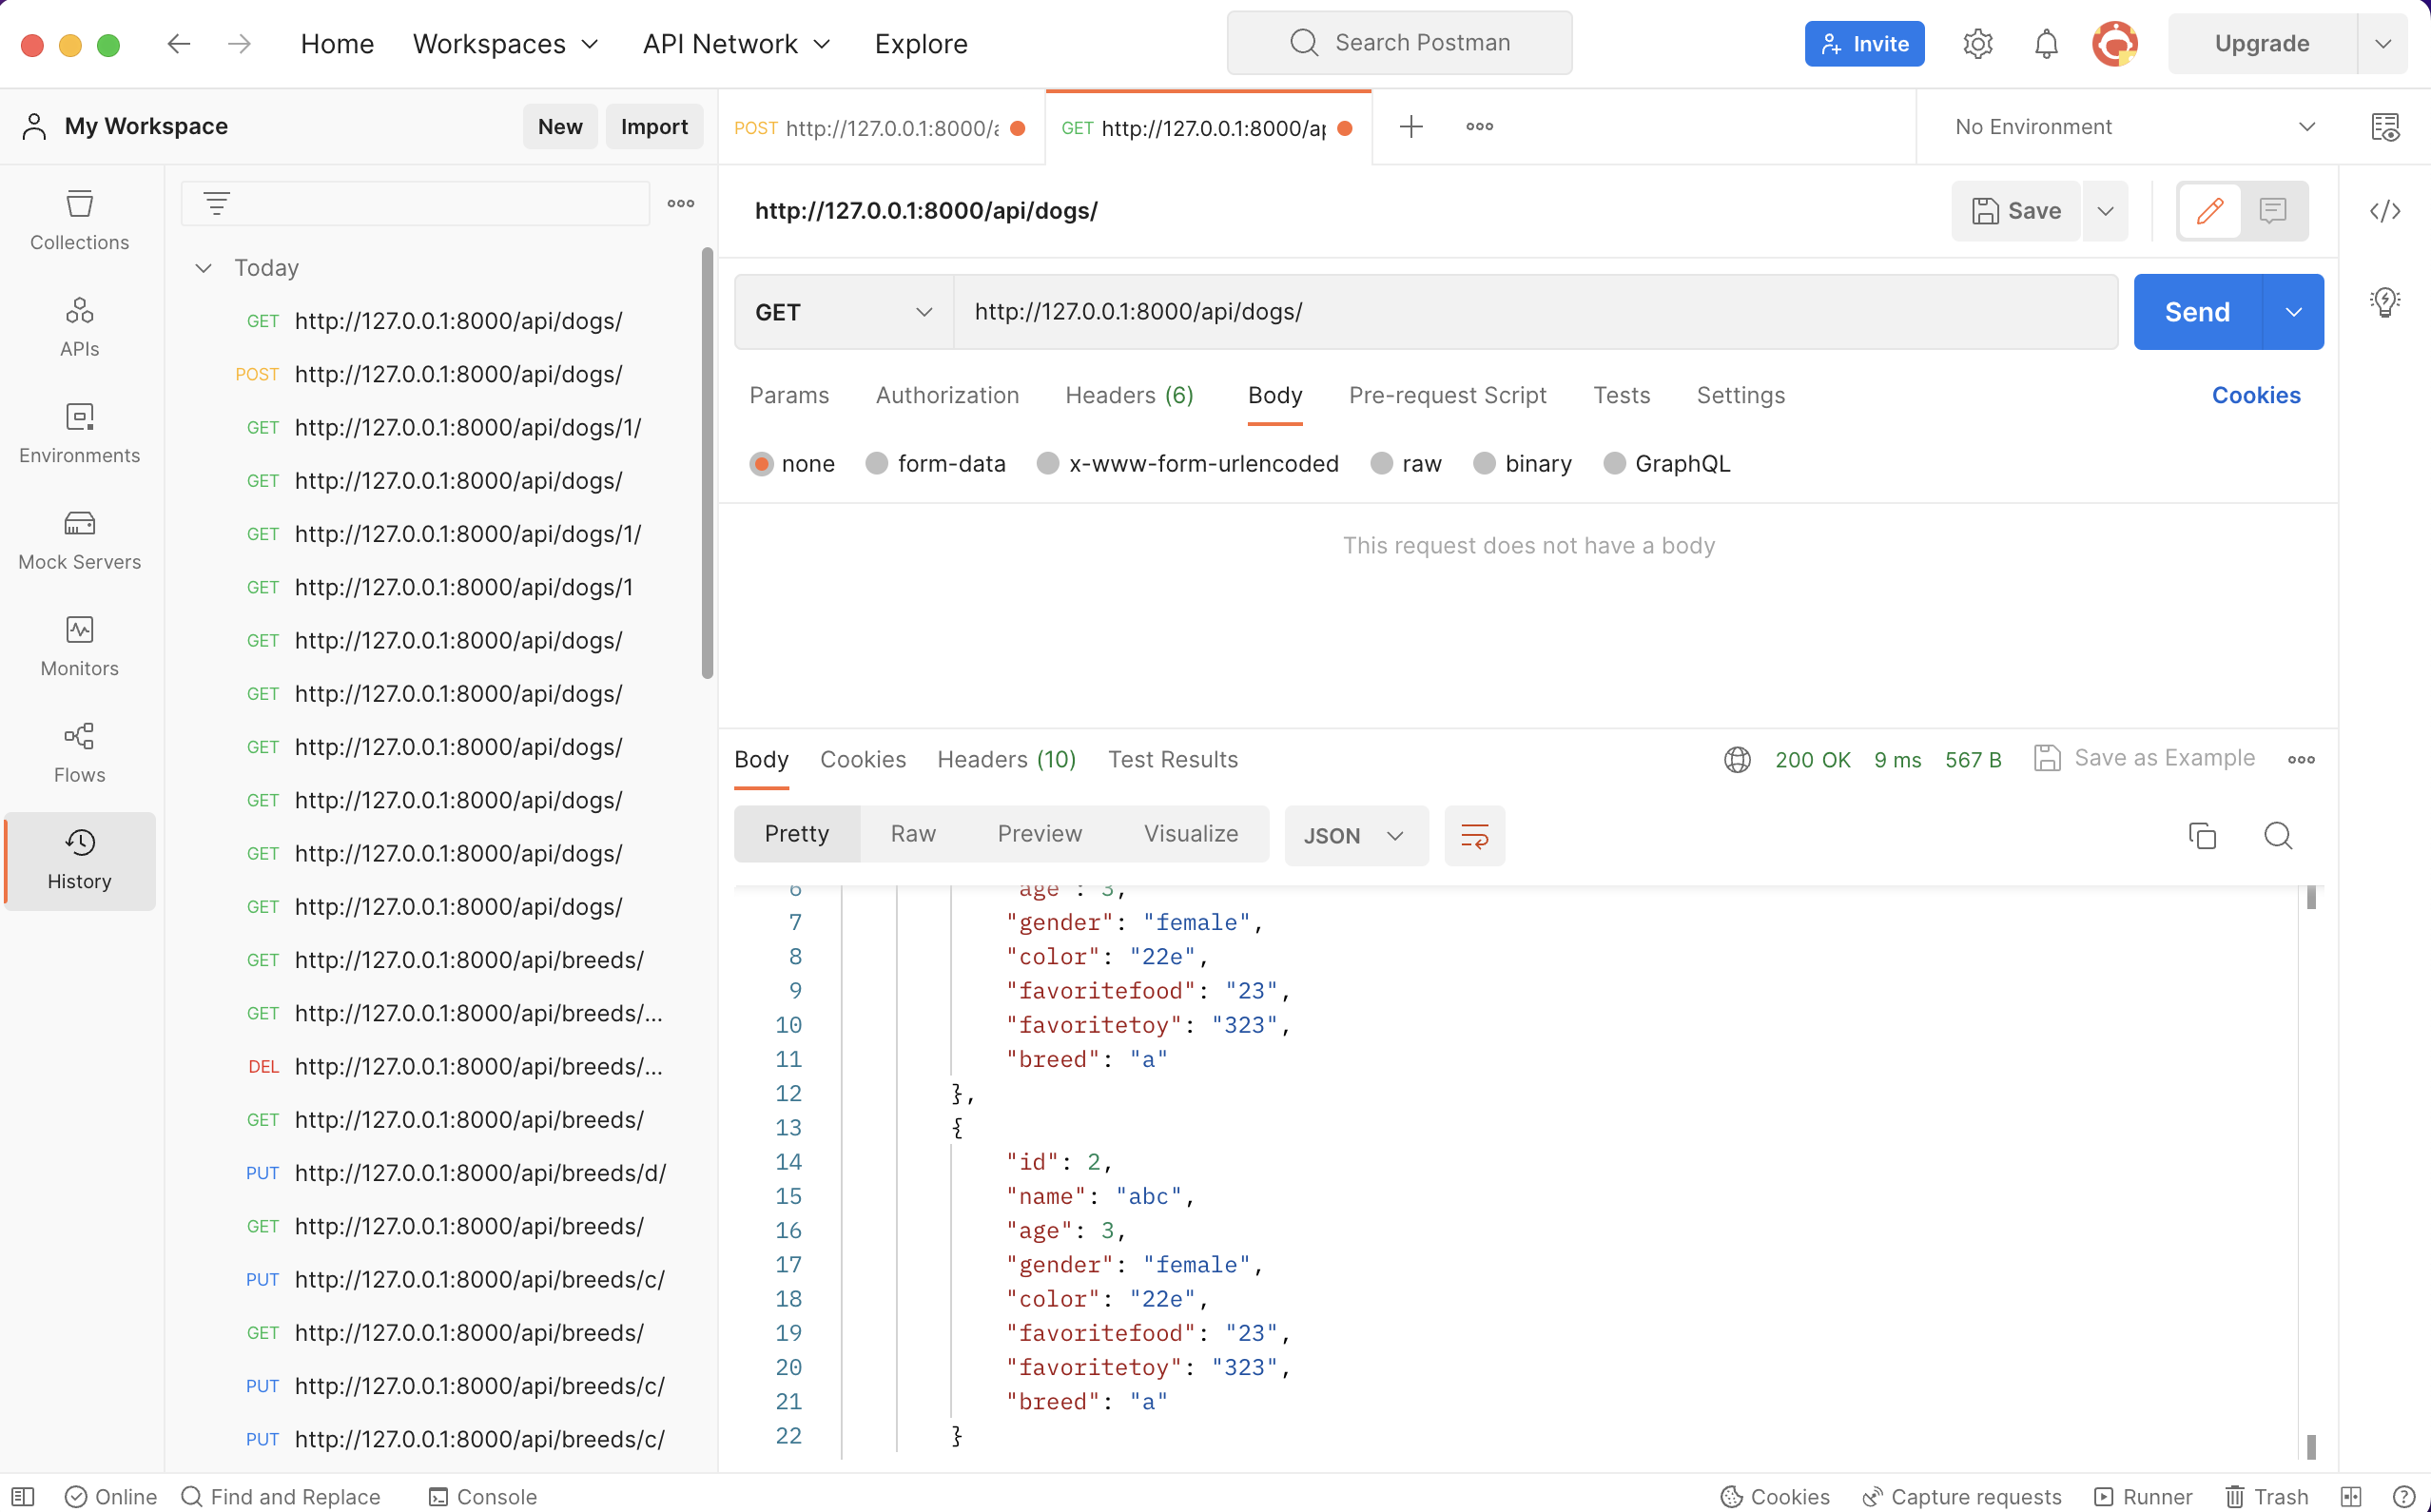 Home Workspaces API Network Explore Search Postman Invite Upgrade
My Workspace New Import POST http://127.0.0.1:8000/a GET http://127.0.0.1:8000/ap No Environment
Collections
APIs
Environments
Mock Servers
Monitors
Flows
History
Today
GET http://127.0.0.1:8000/api/dogs/
POST http://127.0.0.1:8000/api/dogs/
GET http://127.0.0.1:8000/api/dogs/1/
GET http://127.0.0.1:8000/api/dogs/
GET http://127.0.0.1:8000/api/dogs/1/
GET http://127.0.0.1:8000/api/dogs/1
GET http://127.0.0.1:8000/api/dogs/
GET http://127.0.0.1:8000/api/dogs/
GET http://127.0.0.1:8000/api/dogs/
GET http://127.0.0.1:8000/api/dogs/
GET http://127.0.0.1:8000/api/dogs/
GET http://127.0.0.1:8000/api/dogs/
GET http://127.0.0.1:8000/api/breeds/
GET http://127.0.0.1:8000/api/breeds/...
DEL http://127.0.0.1:8000/api/breeds/...
GET http://127.0.0.1:8000/api/breeds/
PUT http://127.0.0.1:8000/api/breeds/d/
GET http://127.0.0.1:8000/api/breeds/
PUT http://127.0.0.1:8000/api/breeds/c/
GET http://127.0.0.1:8000/api/breeds/
PUT http://127.0.0.1:8000/api/breeds/c/
PUT http://127.0.0.1:8000/api/breeds/c/
http://127.0.0.1:8000/api/dogs/ Save
GET http://127.0.0.1:8000/api/dogs/ Send
Params Authorization Headers (6) Body Pre-request Script Tests Settings Cookies
none form-data x-www-form-urlencoded raw binary GraphQL
This request does not have a body
Body Cookies Headers (10) Test Results 200 OK 9 ms 567 B Save as Example
Pretty Raw Preview Visualize JSON
6 age : 3,
7 "gender": "female",
8 "color": "22e",
9 "favoritefood": "23",
10 "favoritetoy": "323",
11 "breed": "a"
12 },
13 {
14 "id": 2,
15 "name": "abc",
16 "age": 3,
17 "gender": "female",
18 "color": "22e",
19 "favoritefood": "23",
20 "favoritetoy": "323",
21 "breed": "a"
22 }
Online Find and Replace Console Cookies Capture requests Runner Trash